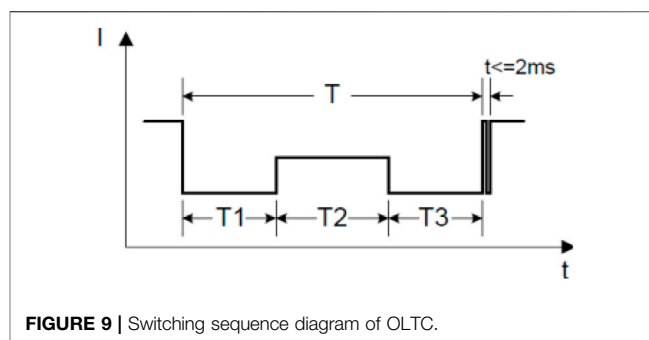 I
t<=2ms
T
T1
T2
T3
t
FIGURE 9 | Switching sequence diagram of OLTC.